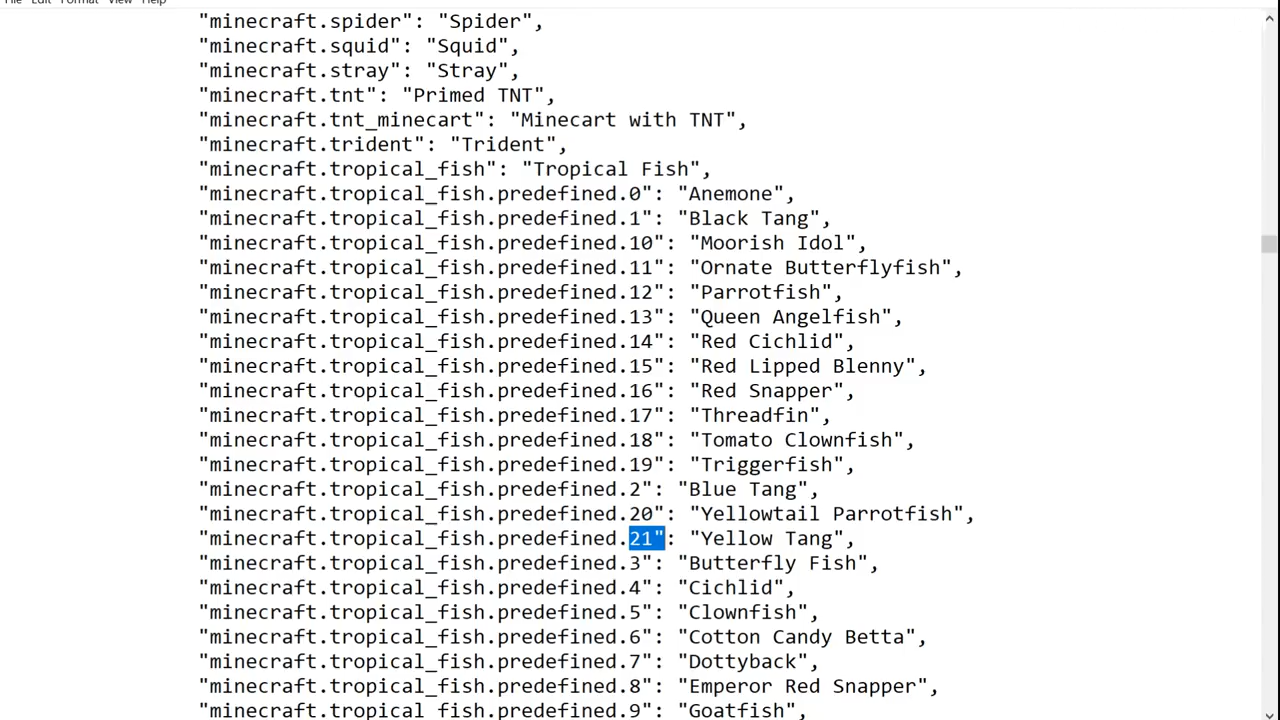 File Edit Format View Help
"minecraft.spider": "Spider",
"minecraft.squid": "Squid",
"minecraft.stray": "Stray",
"minecraft.tnt": "Primed TNT",
"minecraft.tnt_minecart": "Minecart with TNT",
"minecraft.trident": "Trident",
"minecraft.tropical_fish": "Tropical Fish",
"minecraft.tropical_fish.predefined.0": "Anemone",
"minecraft.tropical_fish.predefined.1": "Black Tang",
"minecraft.tropical_fish.predefined.10": "Moorish Idol",
"minecraft.tropical_fish.predefined.11": "Ornate Butterflyfish",
"minecraft.tropical_fish.predefined.12": "Parrotfish",
"minecraft.tropical_fish.predefined.13": "Queen Angelfish",
"minecraft.tropical_fish.predefined.14": "Red Cichlid",
"minecraft.tropical_fish.predefined.15": "Red Lipped Blenny",
"minecraft.tropical_fish.predefined.16": "Red Snapper",
"minecraft.tropical_fish.predefined.17": "Threadfin",
"minecraft.tropical_fish.predefined.18": "Tomato Clownfish",
"minecraft.tropical_fish.predefined.19": "Triggerfish",
"minecraft.tropical_fish.predefined.2": "Blue Tang",
"minecraft.tropical_fish.predefined.20": "Yellowtail Parrotfish",
"minecraft.tropical_fish.predefined.21": "Yellow Tang",
"minecraft.tropical_fish.predefined.3": "Butterfly Fish",
"minecraft.tropical_fish.predefined.4": "Cichlid",
"minecraft.tropical_fish.predefined.5": "Clownfish",
"minecraft.tropical_fish.predefined.6": "Cotton Candy Betta",
"minecraft.tropical_fish.predefined.7": "Dottyback",
"minecraft.tropical_fish.predefined.8": "Emperor Red Snapper",
"minecraft.tropical_fish.predefined.9": "Goatfish",